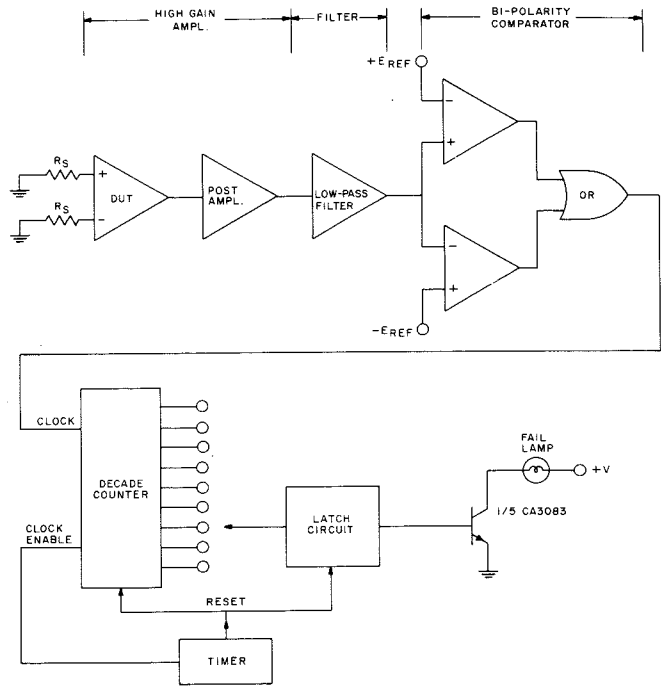 HIGH GAIN
AMPL.
FILTER
BI-POLARITY
COMPARATOR
+EREF
−
+
RS
+
DUT
POST
AMPL.
LOW-PASS
FILTER
OR
RS
−
−
+
−EREF
CLOCK
DECADE
COUNTER
CLOCK
ENABLE
LATCH
CIRCUIT
FAIL
LAMP
+V
1/5 CA3083
RESET
TIMER